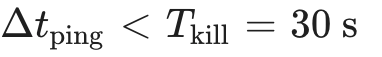 Δt_ping < T_kill = 30 s